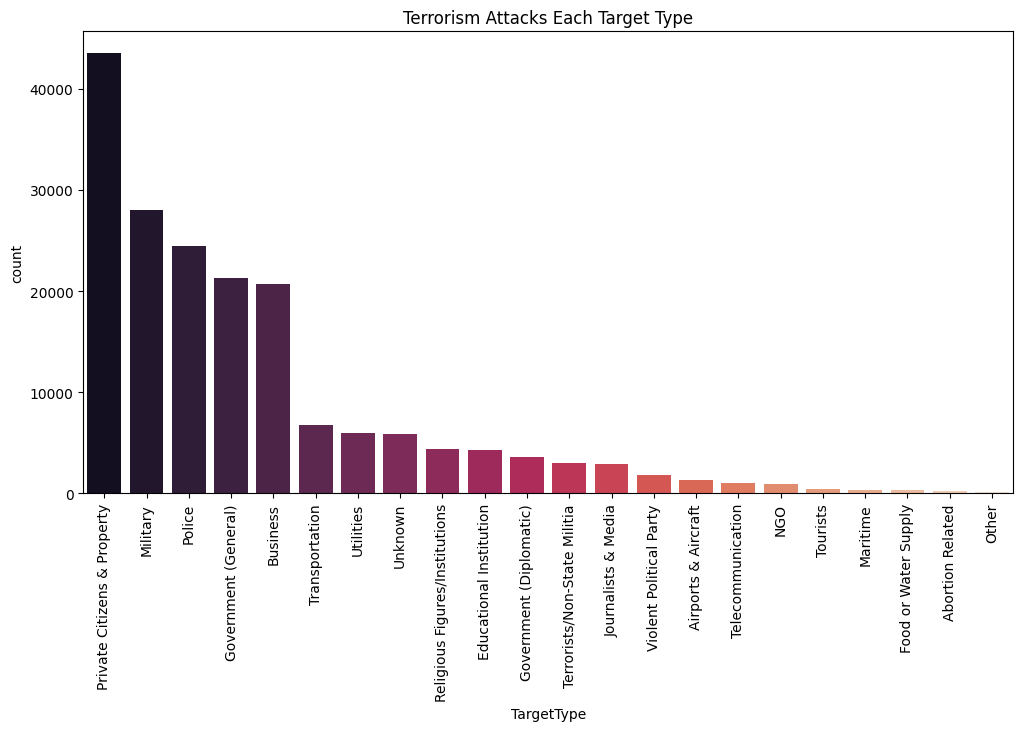 Terrorism Attacks Each Target Type
count
40000
30000
20000
10000
0
Private Citizens & Property
Military
Police
Government (General)
Business
Transportation
Utilities
Unknown
Religious Figures/Institutions
Educational Institution
Government (Diplomatic)
Terrorists/Non-State Militia
Journalists & Media
Violent Political Party
Airports & Aircraft
Telecommunication
NGO
Tourists
Maritime
Food or Water Supply
Abortion Related
Other
TargetType